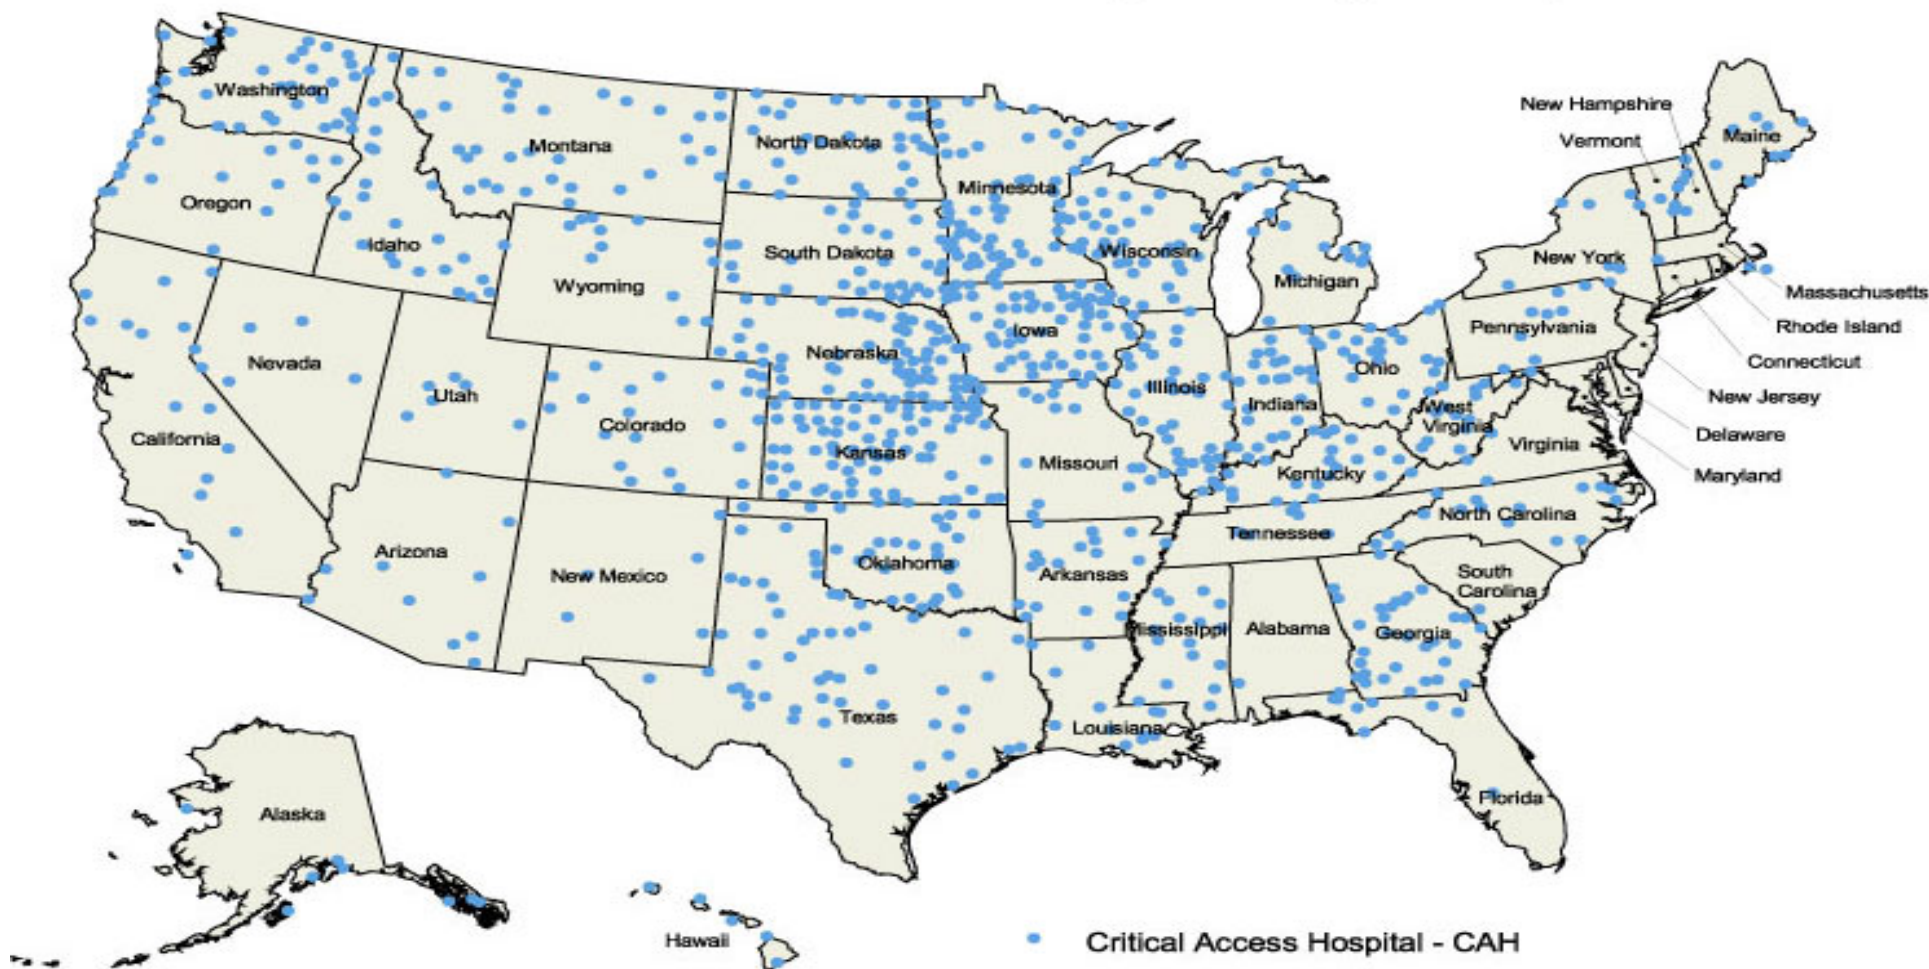 New Hampshire
Vermont
Maine
Washington
Montana
North Dakota
Minnesota
Oregon
Idaho
South Dakota
Wisconsin
New York
Michigan
Wyoming
Massachusetts
Rhode Island
Connecticut
New Jersey
Delaware
Maryland
Iowa
Pennsylvania
Nebraska
Nevada
Utah
Ohio
Illinois
Indiana
West
Virginia
Virginia
Colorado
California
Kansas
Missouri
Kentucky
North Carolina
Tennessee
Arizona
New Mexico
Oklahoma
Arkansas
South
Carolina
Mississippi
Alabama
Georgia
Texas
Louisiana
Florida
Alaska
Hawaii
Critical Access Hospital - CAH